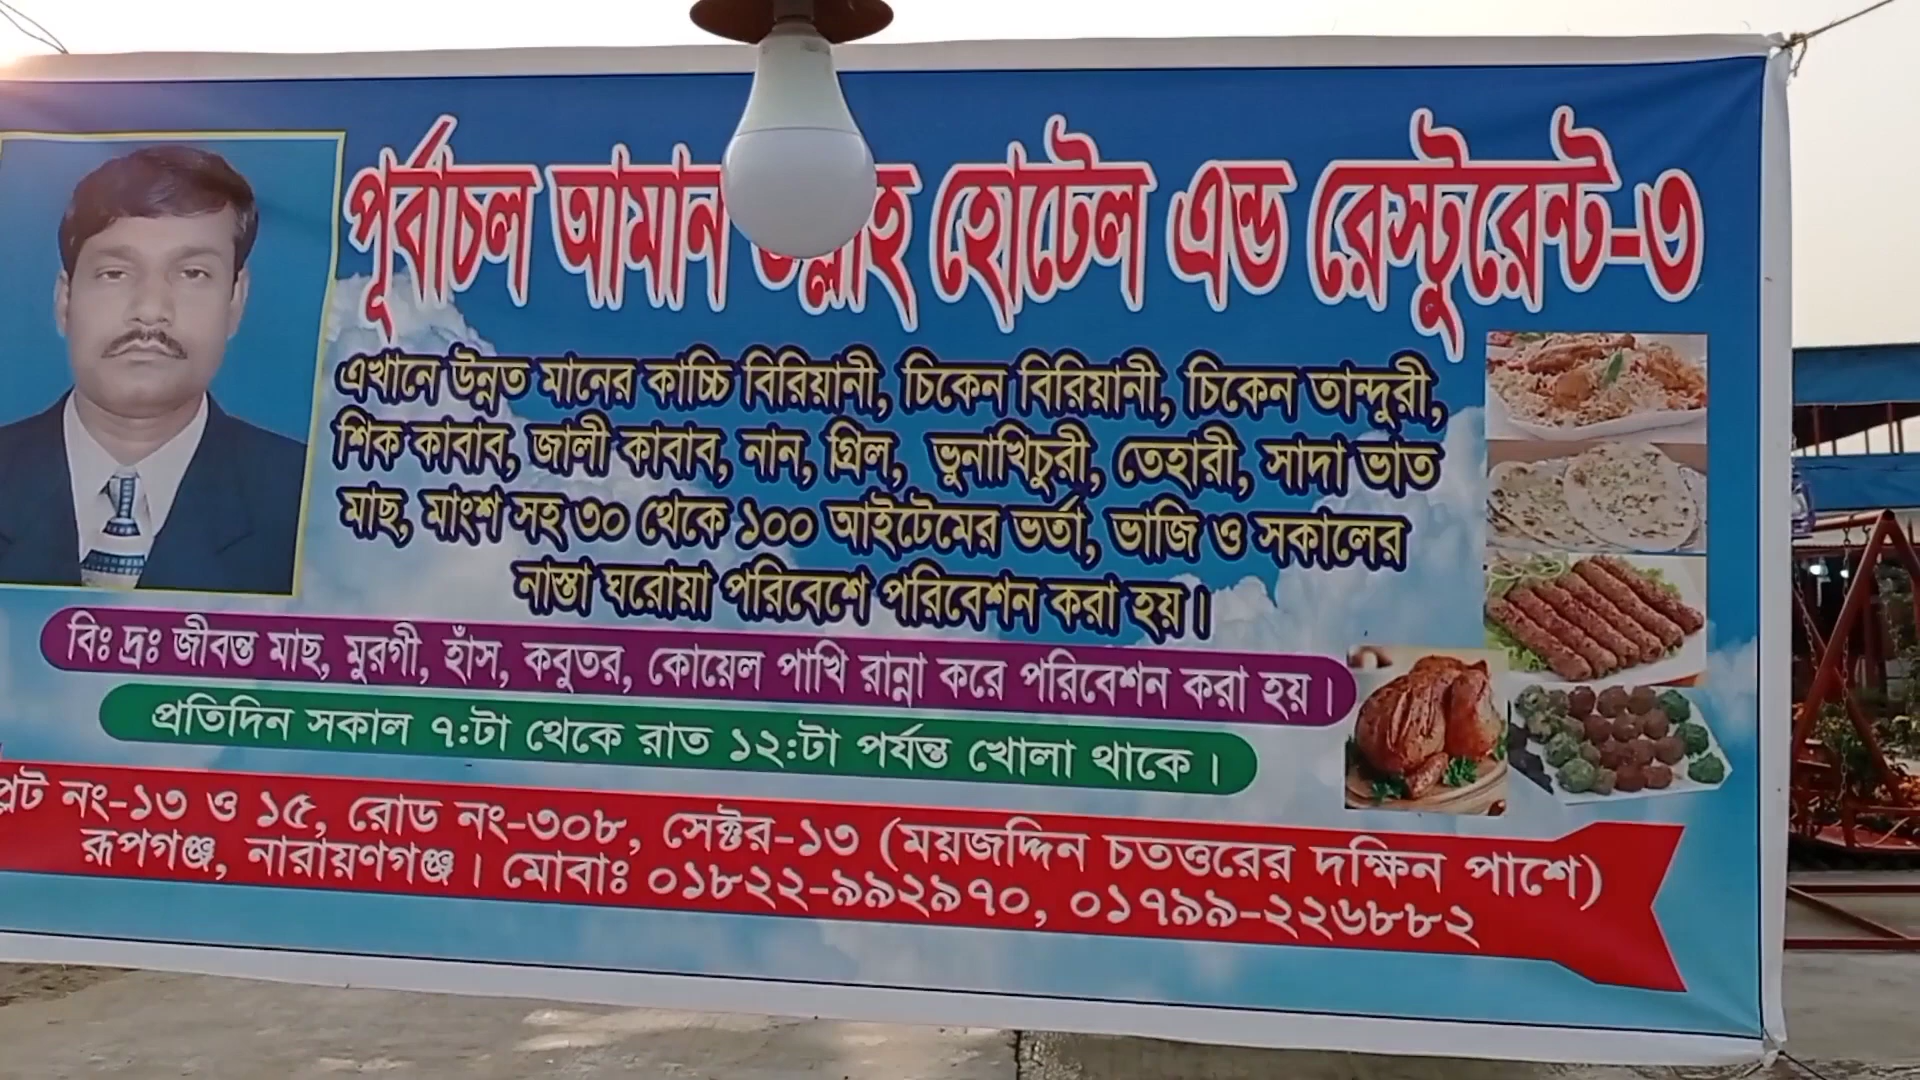 পূর্বাচল আমান উল্লাহ হোটেল এন্ড রেস্টুরেন্ট-৩
এখানে উন্নত মানের কাচ্চি বিরিয়ানী, চিকেন বিরিয়ানী, চিকেন তান্দুরী,
শিক কাবাব, জালী কাবাব, নান, গ্রিল, ভুনাখিচুরী, তেহারী, সাদা ভাত
মাছ, মাংশ সহ ৩০ থেকে ১০০ আইটেমের ভর্তা, ভাজি ও সকালের
নাস্তা ঘরোয়া পরিবেশে পরিবেশন করা হয়।
বিঃ দ্রঃ জীবন্ত মাছ, মুরগী, হাঁস, কবুতর, কোয়েল পাখি রান্না করে পরিবেশন করা হয়।
প্রতিদিন সকাল ৭:টা থেকে রাত ১২:টা পর্যন্ত খোলা থাকে।
প্লট নং-১৩ ও ১৫, রোড নং-৩০৮, সেক্টর-১৩ (ময়জদ্দিন চতত্তরের দক্ষিন পাশে)
রূপগঞ্জ, নারায়ণগঞ্জ। মোবাঃ ০১৮২২-৯৯২৯৭০, ০১৭৯৯-২২৬৮৮২